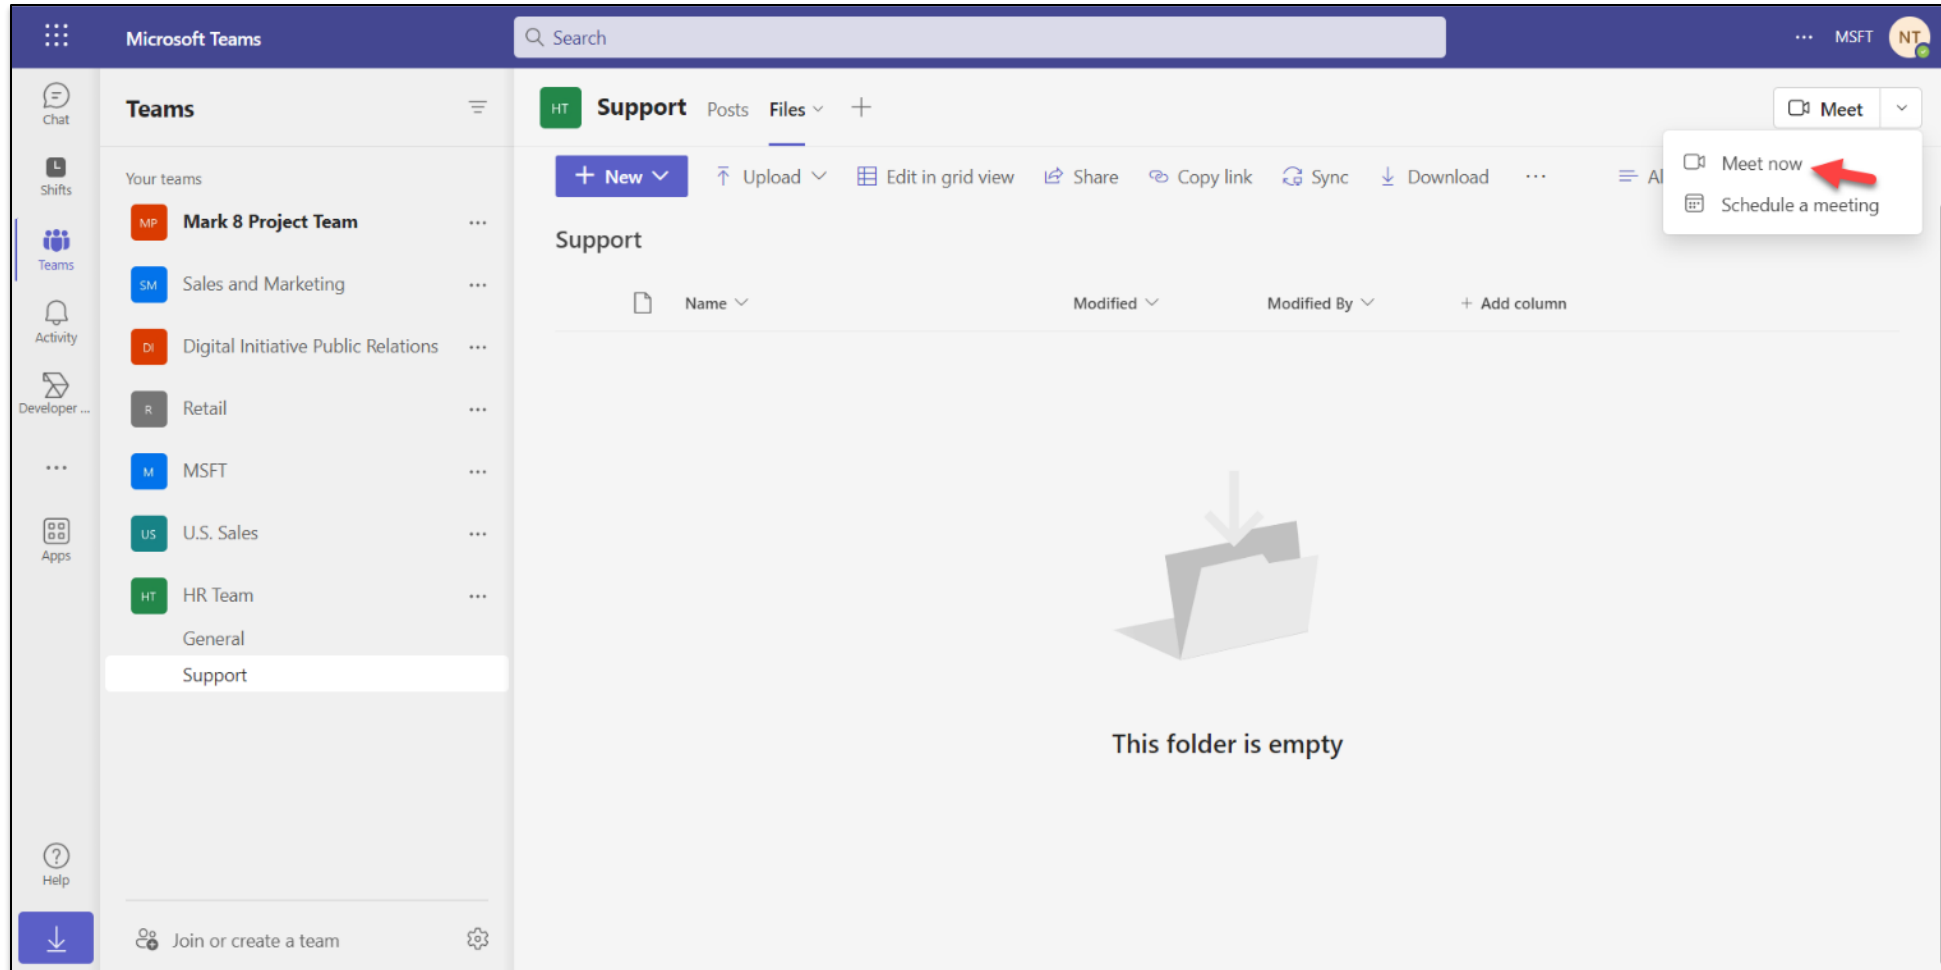 Microsoft Teams
Search
MSFT
NT
Chat
Shifts
Teams
Activity
Developer ...
Apps
Help
Teams
Your teams
MP Mark 8 Project Team
SM Sales and Marketing
DI Digital Initiative Public Relations
R Retail
M MSFT
US U.S. Sales
HT HR Team
General
Support
Join or create a team
HT Support Posts Files
Meet
Meet now
Schedule a meeting
New Upload Edit in grid view Share Copy link Sync Download ... Al
Support
Name Modified Modified By + Add column
This folder is empty